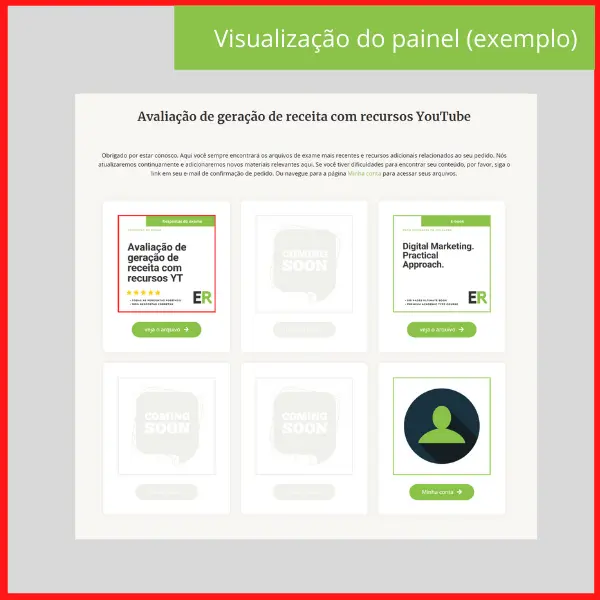 Visualização do painel (exemplo)
Avaliação de geração de receita com recursos YouTube
Obrigado por estar conosco. Aqui você sempre encontrará os arquivos de exame mais recentes e recursos adicionais relacionados ao seu pedido. Nós
atualizaremos continuamente e adicionaremos novos materiais relevantes aqui. Se você tiver dificuldades para encontrar seu conteúdo, por favor, siga o
link em seu e-mail de confirmação de pedido. Ou navegue para a página Minha conta para acessar seus arquivos.
Respostas do exame
Avaliação de
geração de
receita com
recursos YT
ER
veja o arquivo
COMING
SOON
E-book
Digital Marketing.
Practical
Approach.
ER
veja o arquivo
COMING
SOON
COMING
SOON
Minha conta